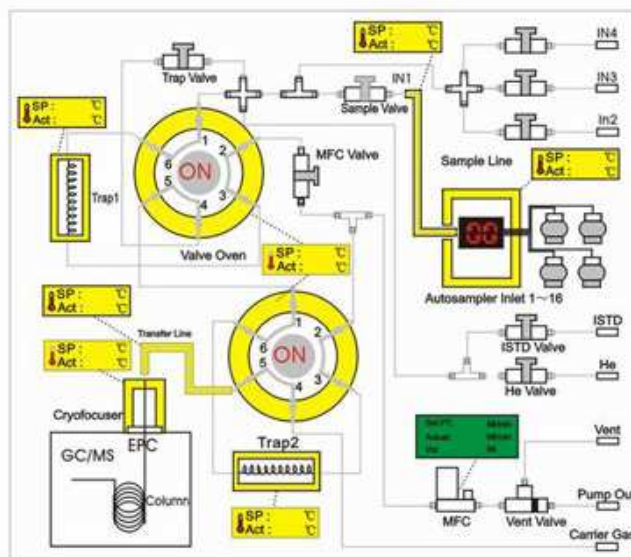 Trap Valve
SP : ℃
Act : ℃
IN1
Sample Valve
IN4
IN3
In2
SP : ℃
Act : ℃
Trap1
1
2
3
4
5
6
ON
MFC Valve
Valve Oven
Sample Line
SP : ℃
Act : ℃
00
Autosampler Inlet 1～16
SP : ℃
Act : ℃
SP : ℃
Act : ℃
Transfer Line
1
2
3
4
5
6
ON
ISTD
ISTD Valve
He
He Valve
SP : ℃
Act : ℃
Cryofocuser
EPC
GC/MS
Column
Trap2
SP : ℃
Act : ℃
Vent
MFC
Vent Valve
Pump Ou
Carrier Gas